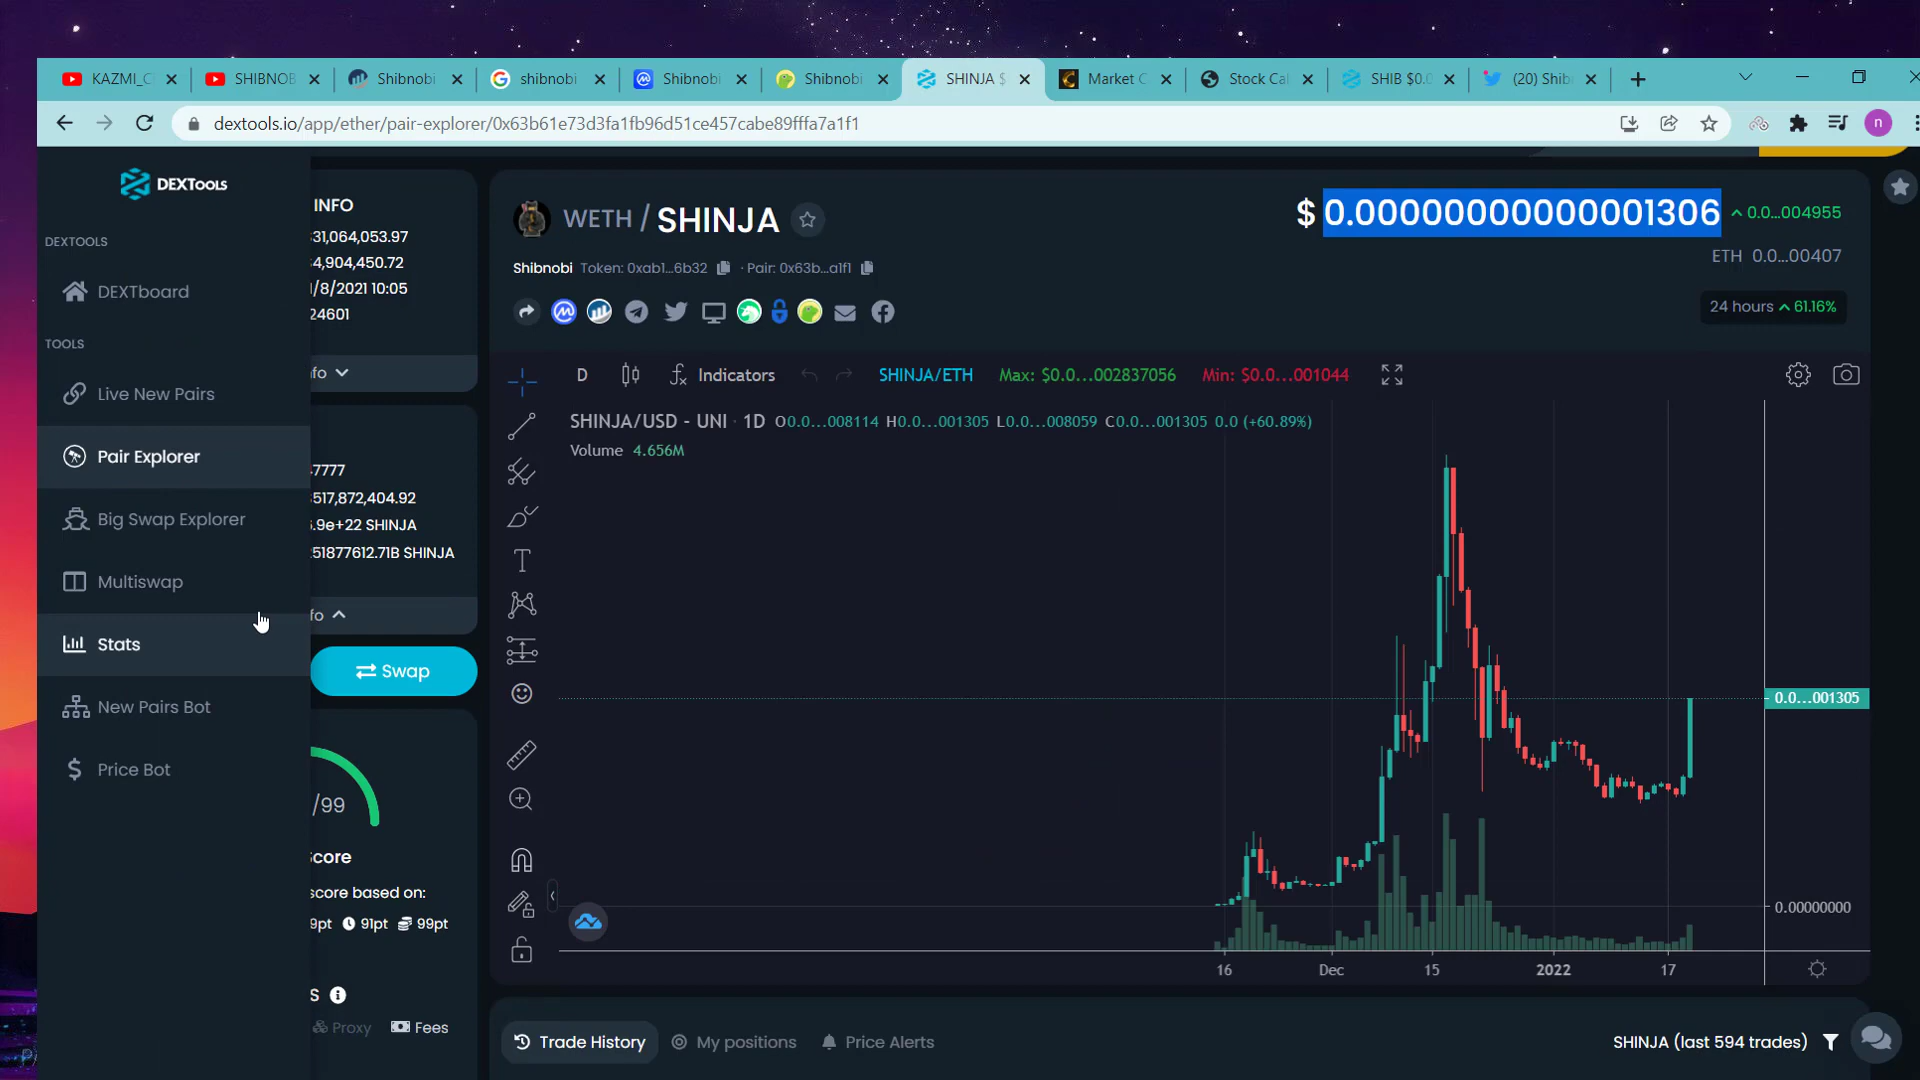 KAZMI_C
SHIBNOB
Shibnobi
shibnobi
Shibnobi
Shibnobi
SHINJA $
Market C
Stock Cal
SHIB $0.0
(20) Shib
dextools.io/app/ether/pair-explorer/0x63b61e73d3fa1fb96d51ce457cabe89fffa7a1f1
n
DEXTools
DEXTOOLS
DEXTboard
TOOLS
Live New Pairs
Pair Explorer
Big Swap Explorer
Multiswap
Stats
New Pairs Bot
Price Bot
INFO
31,064,053.97
4,904,450.72
/8/2021 10:05
24601
fo
7777
517,872,404.92
.9e+22 SHINJA
251877612.71B SHINJA
fo
Swap
/99
core
score based on:
9pt 91pt 99pt
S
Proxy Fees
WETH / SHINJA
Shibnobi Token: 0xab1...6b32 · Pair: 0x63b...a1f1
$ 0.00000000000001306 0.0...004955
ETH 0.0...00407
24 hours 61.16%
D Indicators SHINJA/ETH Max: $0.0...002837056 Min: $0.0...001044
SHINJA/USD - UNI · 1D O0.0...008114 H0.0...001305 L0.0...008059 C0.0...001305 0.0 (+60.89%)
Volume 4.656M
0.0...001305
0.00000000
16 Dec 15 2022 17
Trade History My positions Price Alerts
SHINJA (last 594 trades)